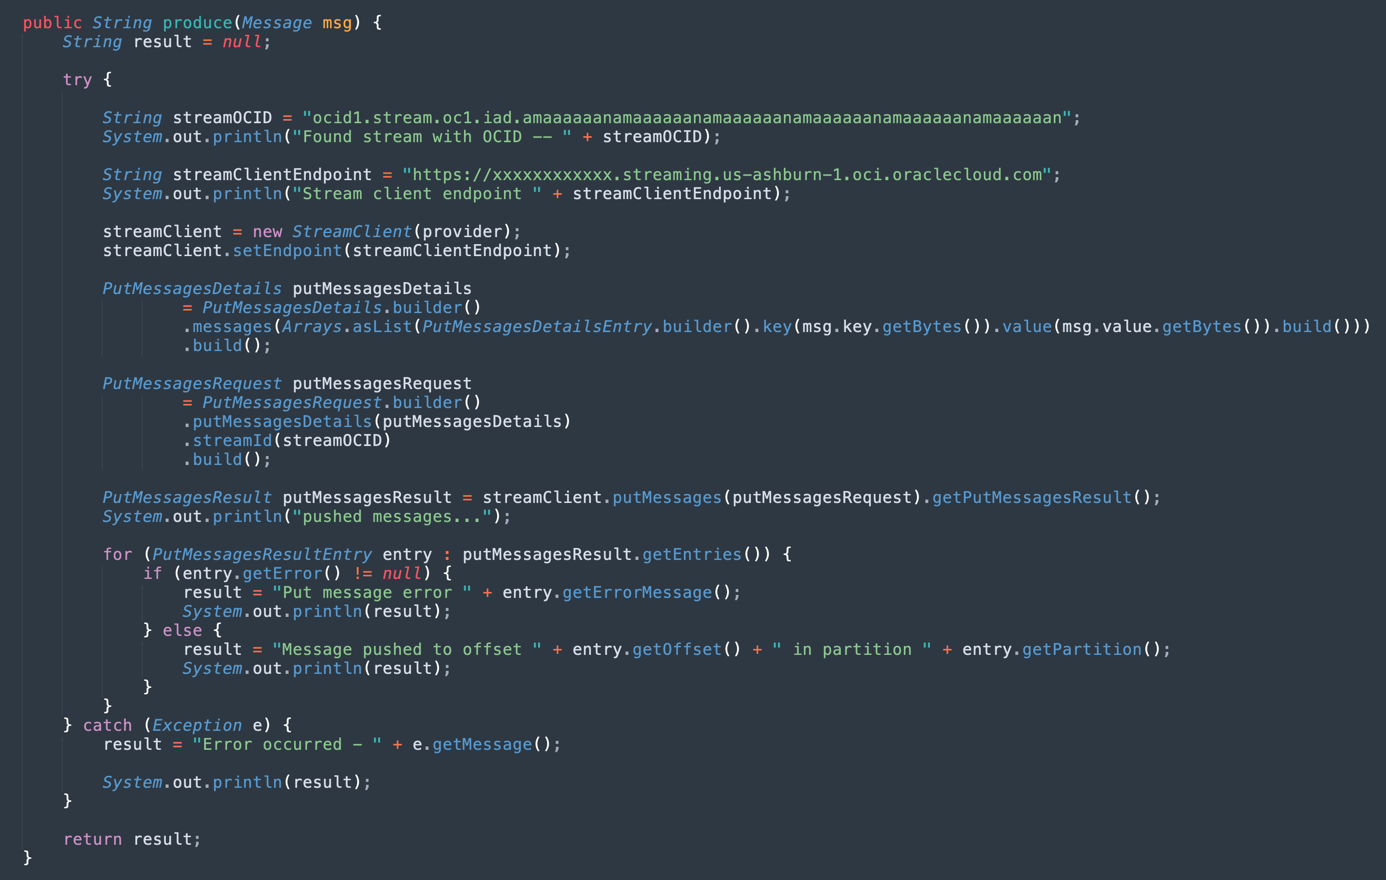 public String produce(Message msg) {
    String result = null;

    try {

        String streamOCID = "ocid1.stream.oc1.iad.amaaaaaanamaaaaaanamaaaaaanamaaaaaanamaaaaaanamaaaaaan";
        System.out.println("Found stream with OCID -- " + streamOCID);

        String streamClientEndpoint = "https://xxxxxxxxxxxx.streaming.us-ashburn-1.oci.oraclecloud.com";
        System.out.println("Stream client endpoint " + streamClientEndpoint);

        streamClient = new StreamClient(provider);
        streamClient.setEndpoint(streamClientEndpoint);

        PutMessagesDetails putMessagesDetails
                = PutMessagesDetails.builder()
                .messages(Arrays.asList(PutMessagesDetailsEntry.builder().key(msg.key.getBytes()).value(msg.value.getBytes()).build()))
                .build();

        PutMessagesRequest putMessagesRequest
                = PutMessagesRequest.builder()
                .putMessagesDetails(putMessagesDetails)
                .streamId(streamOCID)
                .build();

        PutMessagesResult putMessagesResult = streamClient.putMessages(putMessagesRequest).getPutMessagesResult();
        System.out.println("pushed messages...");

        for (PutMessagesResultEntry entry : putMessagesResult.getEntries()) {
            if (entry.getError() != null) {
                result = "Put message error " + entry.getErrorMessage();
                System.out.println(result);
            } else {
                result = "Message pushed to offset " + entry.getOffset() + " in partition " + entry.getPartition();
                System.out.println(result);
            }
        }
    } catch (Exception e) {
        result = "Error occurred - " + e.getMessage();

        System.out.println(result);
    }

    return result;
}